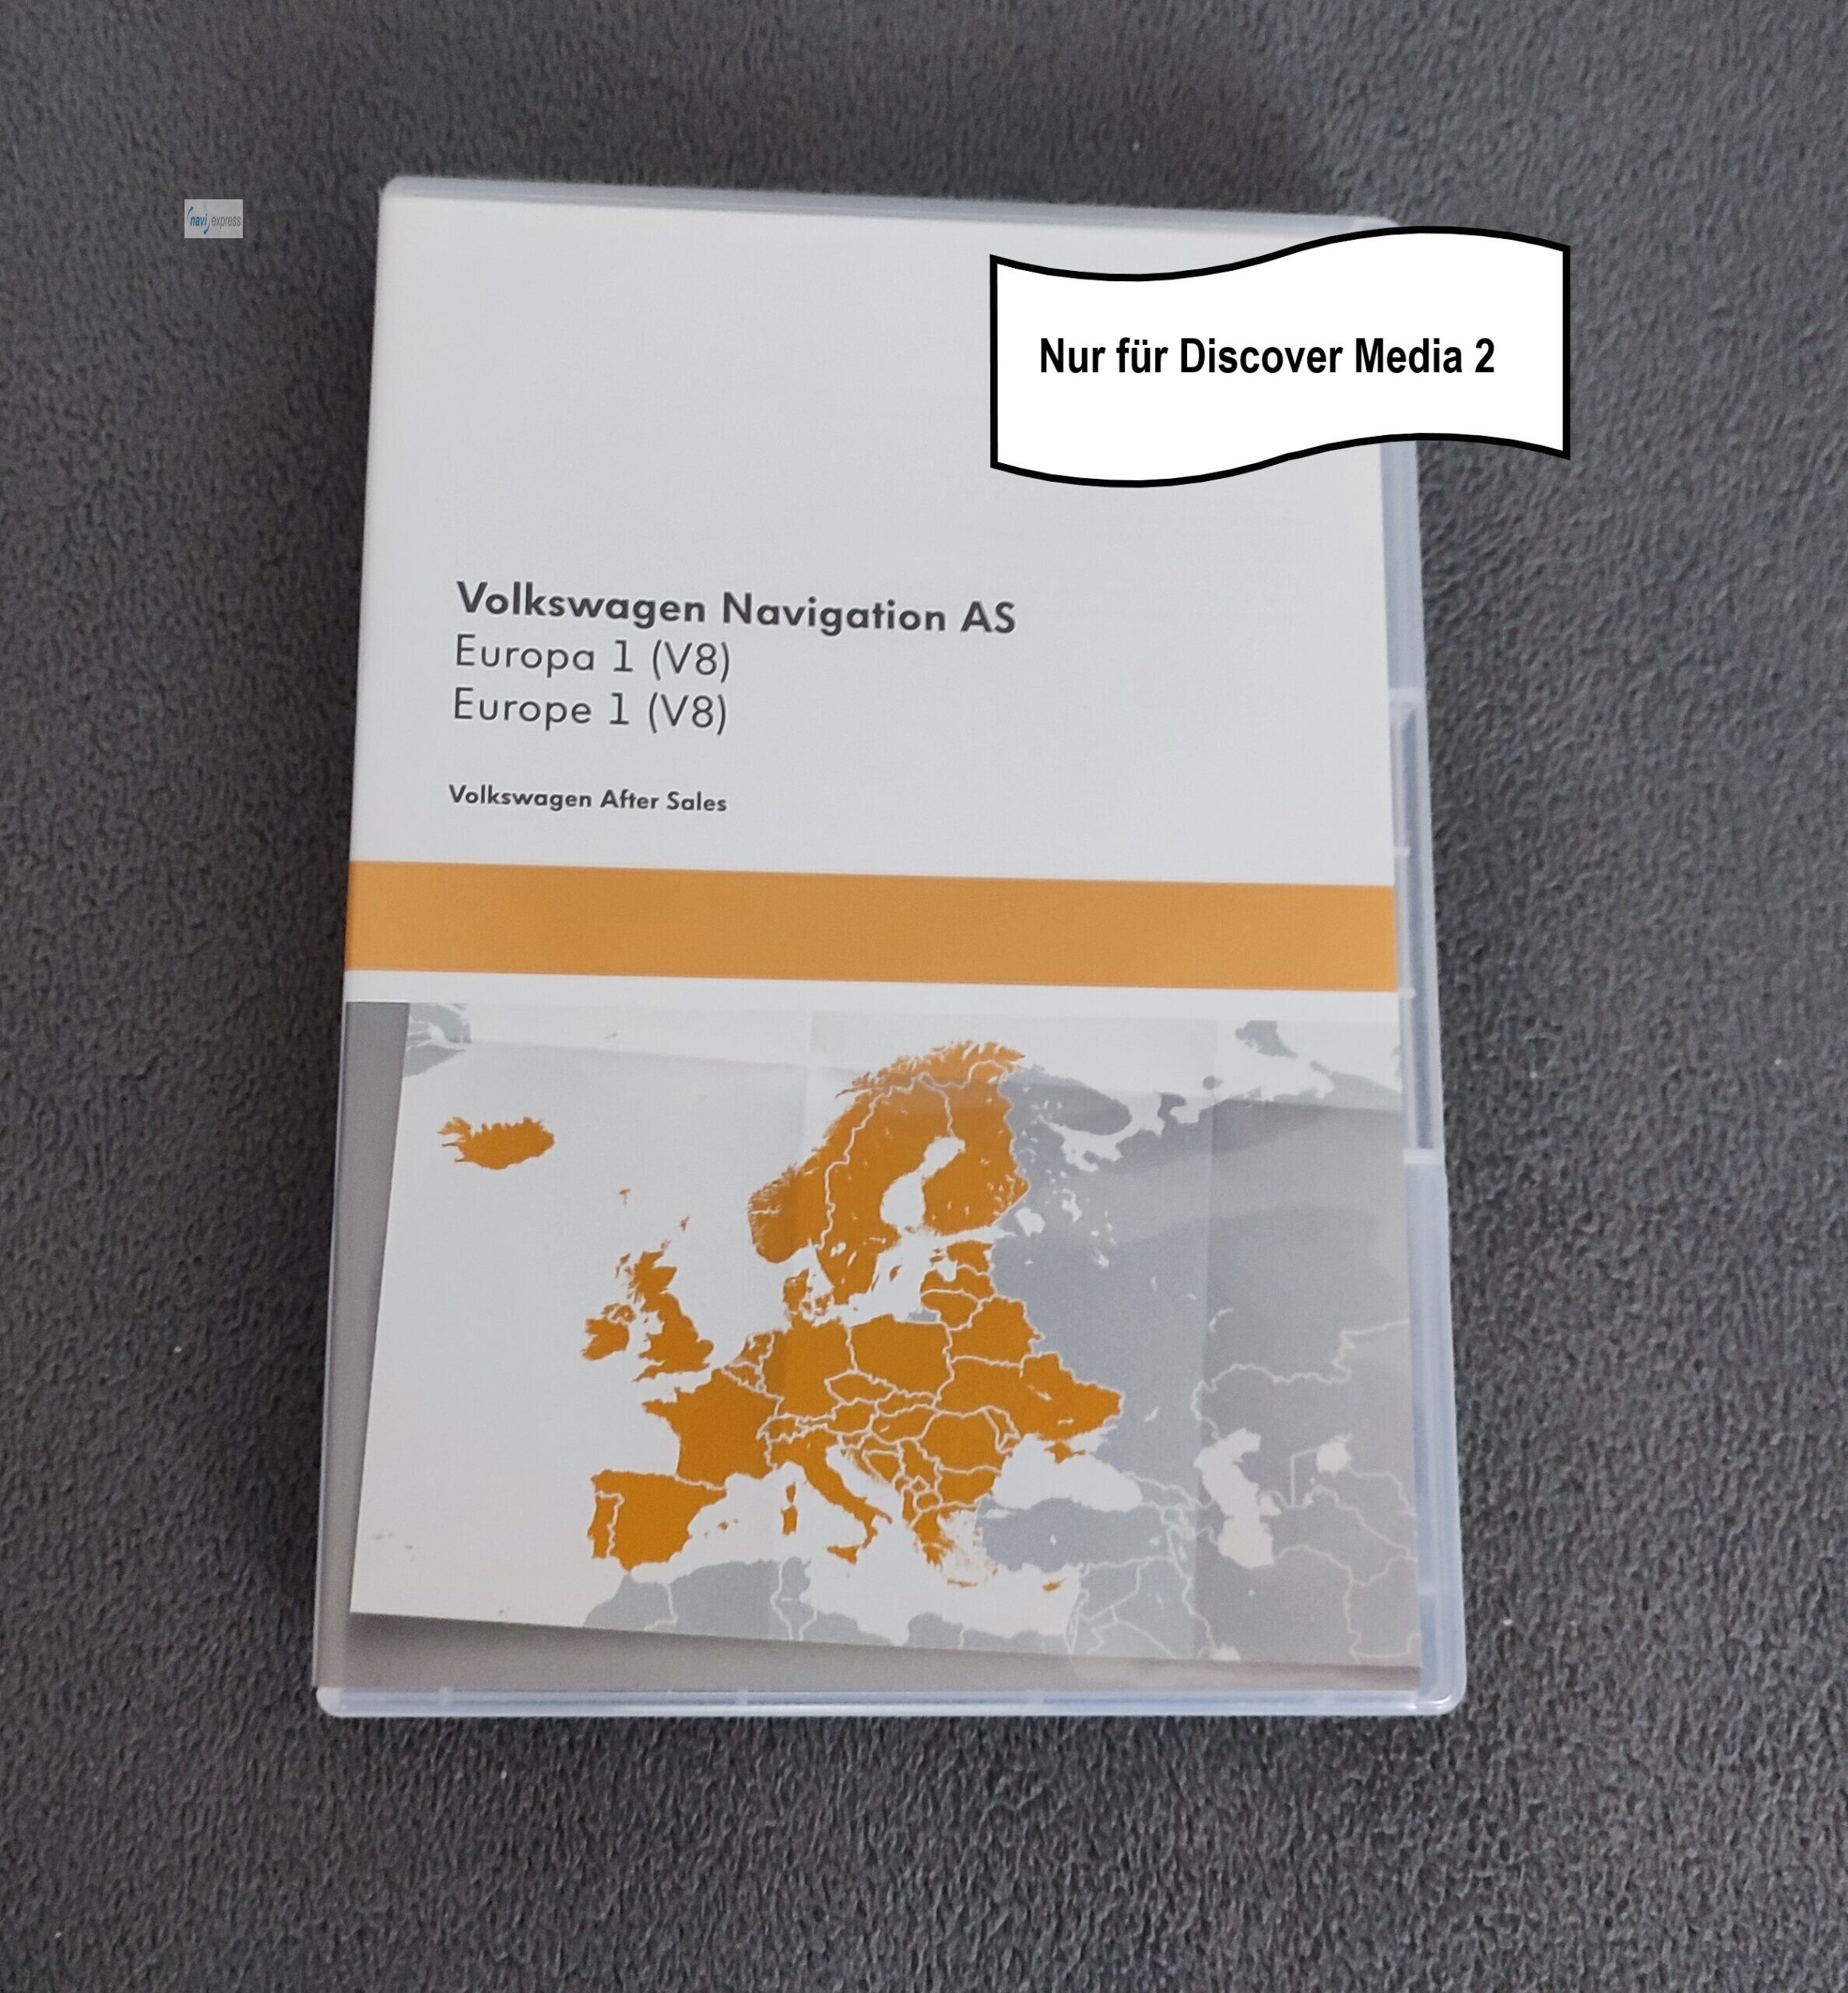 navi express
Nur für Discover Media 2
Volkswagen Navigation AS
Europa 1 (V8)
Europe 1 (V8)
Volkswagen After Sales